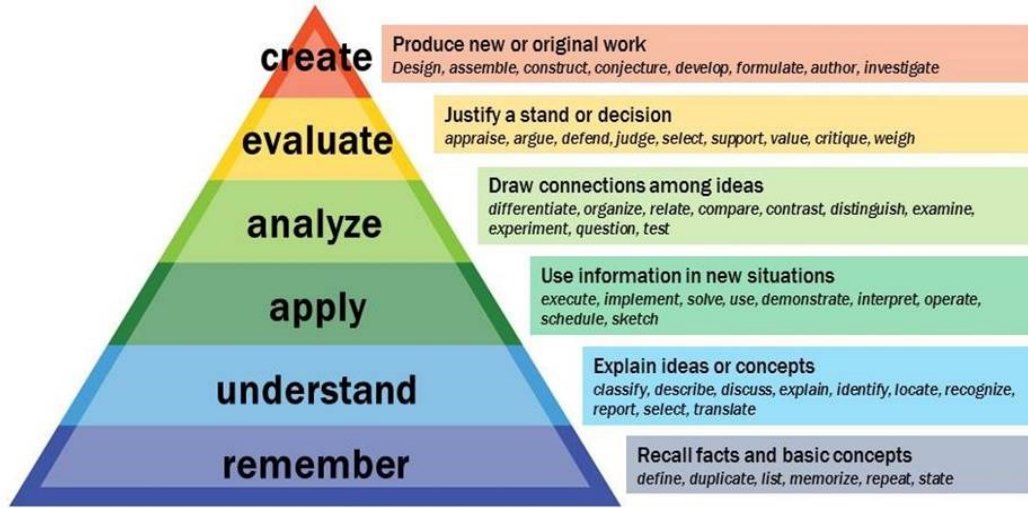 create
Produce new or original work
Design, assemble, construct, conjecture, develop, formulate, author, investigate
evaluate
Justify a stand or decision
appraise, argue, defend, judge, select, support, value, critique, weigh
analyze
Draw connections among ideas
differentiate, organize, relate, compare, contrast, distinguish, examine,
experiment, question, test
apply
Use information in new situations
execute, implement, solve, use, demonstrate, interpret, operate,
schedule, sketch
understand
Explain ideas or concepts
classify, describe, discuss, explain, identify, locate, recognize,
report, select, translate
remember
Recall facts and basic concepts
define, duplicate, list, memorize, repeat, state